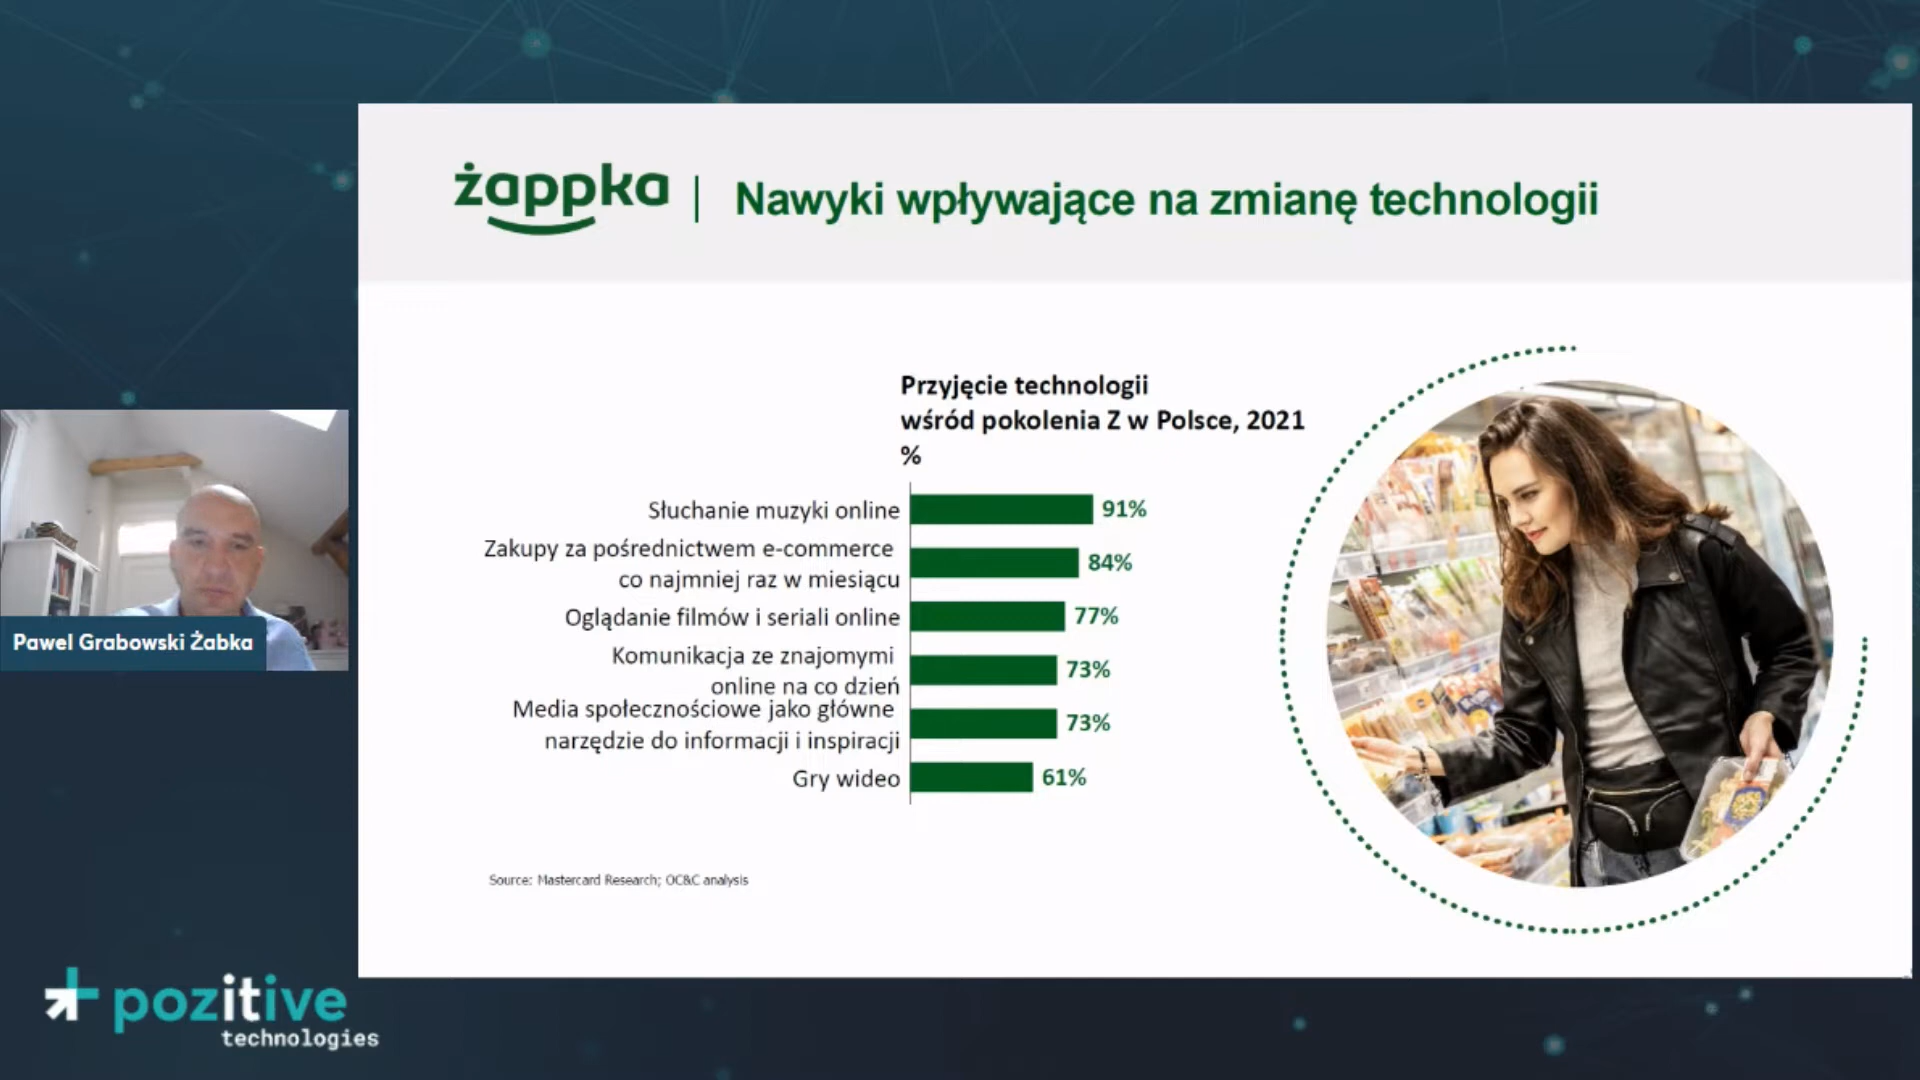 żappka
Nawyki wpływające na zmianę technologii
Przyjęcie technologii
wśród pokolenia Z w Polsce, 2021
%
Słuchanie muzyki online 91%
Zakupy za pośrednictwem e-commerce
co najmniej raz w miesiącu 84%
Oglądanie filmów i seriali online 77%
Komunikacja ze znajomymi
online na co dzień 73%
Media społecznościowe jako główne
narzędzie do informacji i inspiracji 73%
Gry wideo 61%
Source: Mastercard Research; OC&C analysis
Pawel Grabowski Żabka
pozitive
technologies